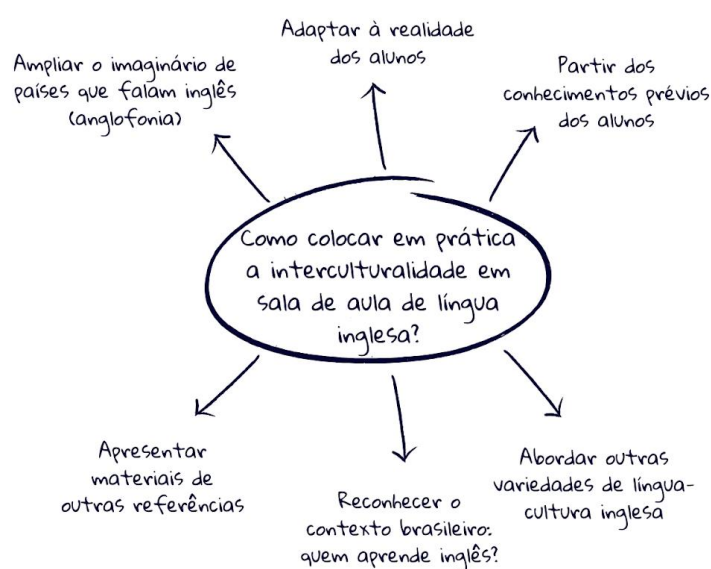 Adaptar à realidade
dos alunos
Ampliar o imaginário de
países que falam inglês
(anglofonia)
Partir dos
conhecimentos prévios
dos alunos
Como colocar em prática
a interculturalidade em
sala de aula de língua
inglesa?
Apresentar
materiais de
outras referências
Reconhecer o
contexto brasileiro:
quem aprende inglês?
Abordar outras
variedades de língua-
cultura inglesa